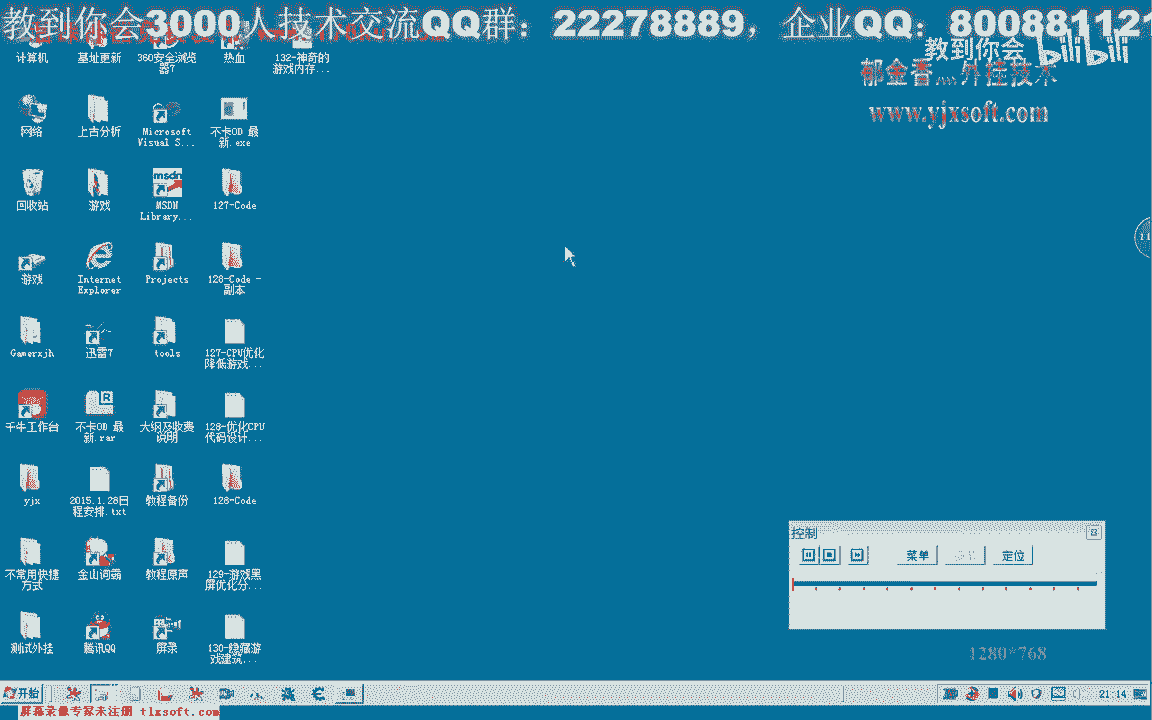 教到你会3000人技术交流QQ群：22278889，企业QQ：800881121
教到你会
bilibili
郁金香灬外挂技术
www.yjxsoft.com
计算机
基址更新
360安全浏览器7
热血
132-神奇的
游戏内存...
网络
上古分析
Microsoft
Visual S...
不卡OD 最
新.exe
回收站
游戏
msdn
MSDN
Library...
127-Code
游戏
Internet
Explorer
Projects
128-Code -
副本
Gamerxjh
迅雷7
tools
127-CPU优化
降低游戏...
千牛工作台
不卡OD 最
新.rar
大纲及收费
说明
128-优化CPU
代码设计...
yjx
2015.1.28日
程安排.txt
教程备份
128-Code
不常用快捷
方式
金山词霸
教程原声
129-游戏黑
屏优化分...
测试外挂
腾讯QQ
屏录
130-隐藏游
戏建筑...
控制
菜单
定位
1280*768
开始
21:14
屏幕录像专家未注册 tlxsoft.com